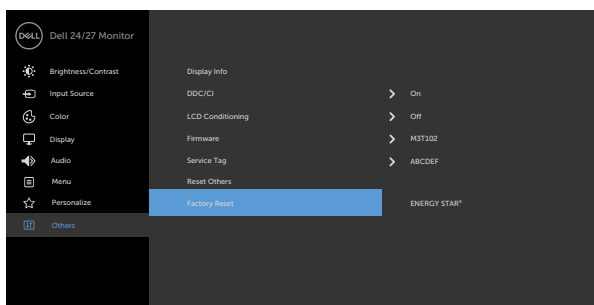 DELL Dell 24/27 Monitor
Brightness/Contrast Display Info
Input Source DDC/CI On
Color LCD Conditioning Off
Display Firmware M3T102
Audio Service Tag ABCDEF
Menu Reset Others
Personalize Factory Reset ENERGY STAR®
Others